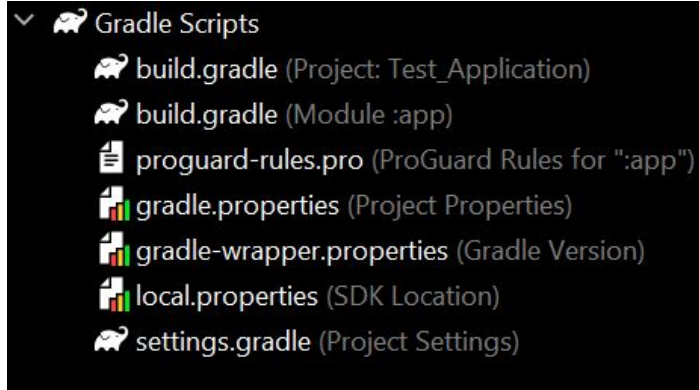 Gradle Scripts
build.gradle (Project: Test_Application)
build.gradle (Module :app)
proguard-rules.pro (ProGuard Rules for ":app")
gradle.properties (Project Properties)
gradle-wrapper.properties (Gradle Version)
local.properties (SDK Location)
settings.gradle (Project Settings)